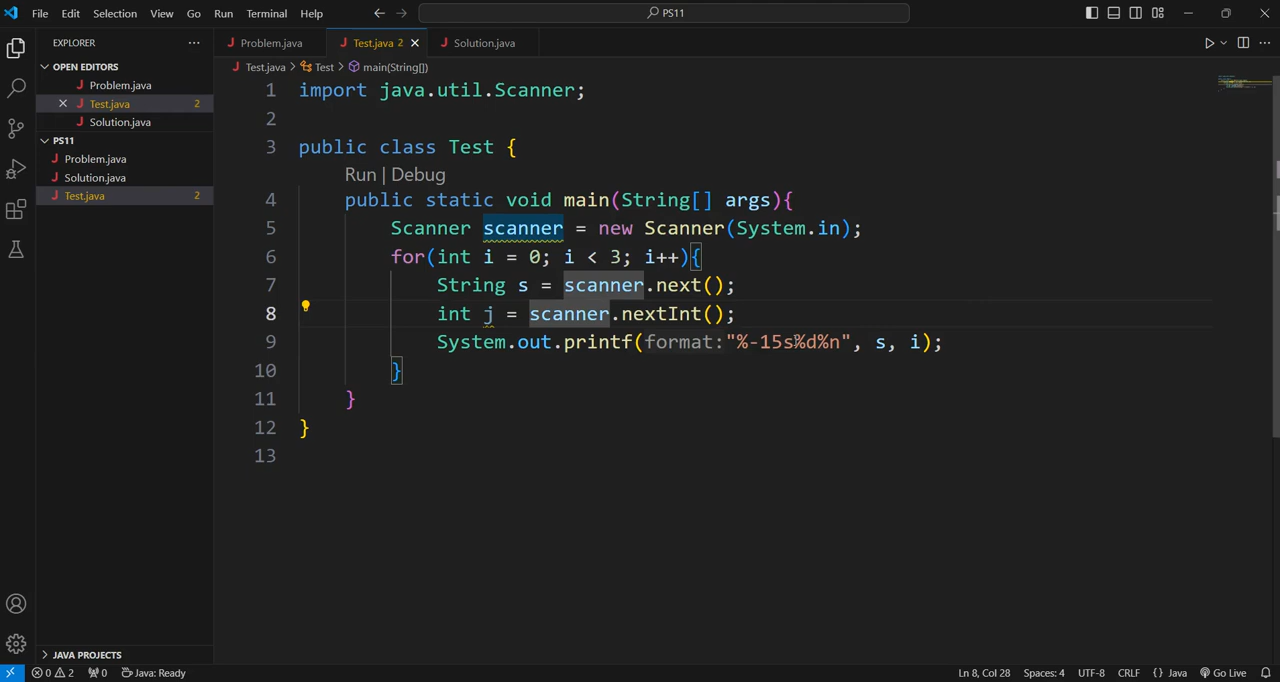 File Edit Selection View Go Run Terminal Help
PS11
EXPLORER
OPEN EDITORS
Problem.java
Test.java 2
Solution.java
PS11
Problem.java
Solution.java
Test.java 2
JAVA PROJECTS
Problem.java Test.java 2 Solution.java
Test.java > Test > main(String[])
1 import java.util.Scanner;
2
3 public class Test {
Run | Debug
4 public static void main(String[] args){
5 Scanner scanner = new Scanner(System.in);
6 for(int i = 0; i < 3; i++){
7 String s = scanner.next();
8 int j = scanner.nextInt();
9 System.out.printf(format:"%-15s%d%n", s, i);
10 }
11 }
12 }
13
0 2 0 Java: Ready Ln 8, Col 28 Spaces: 4 UTF-8 CRLF {} Java Go Live